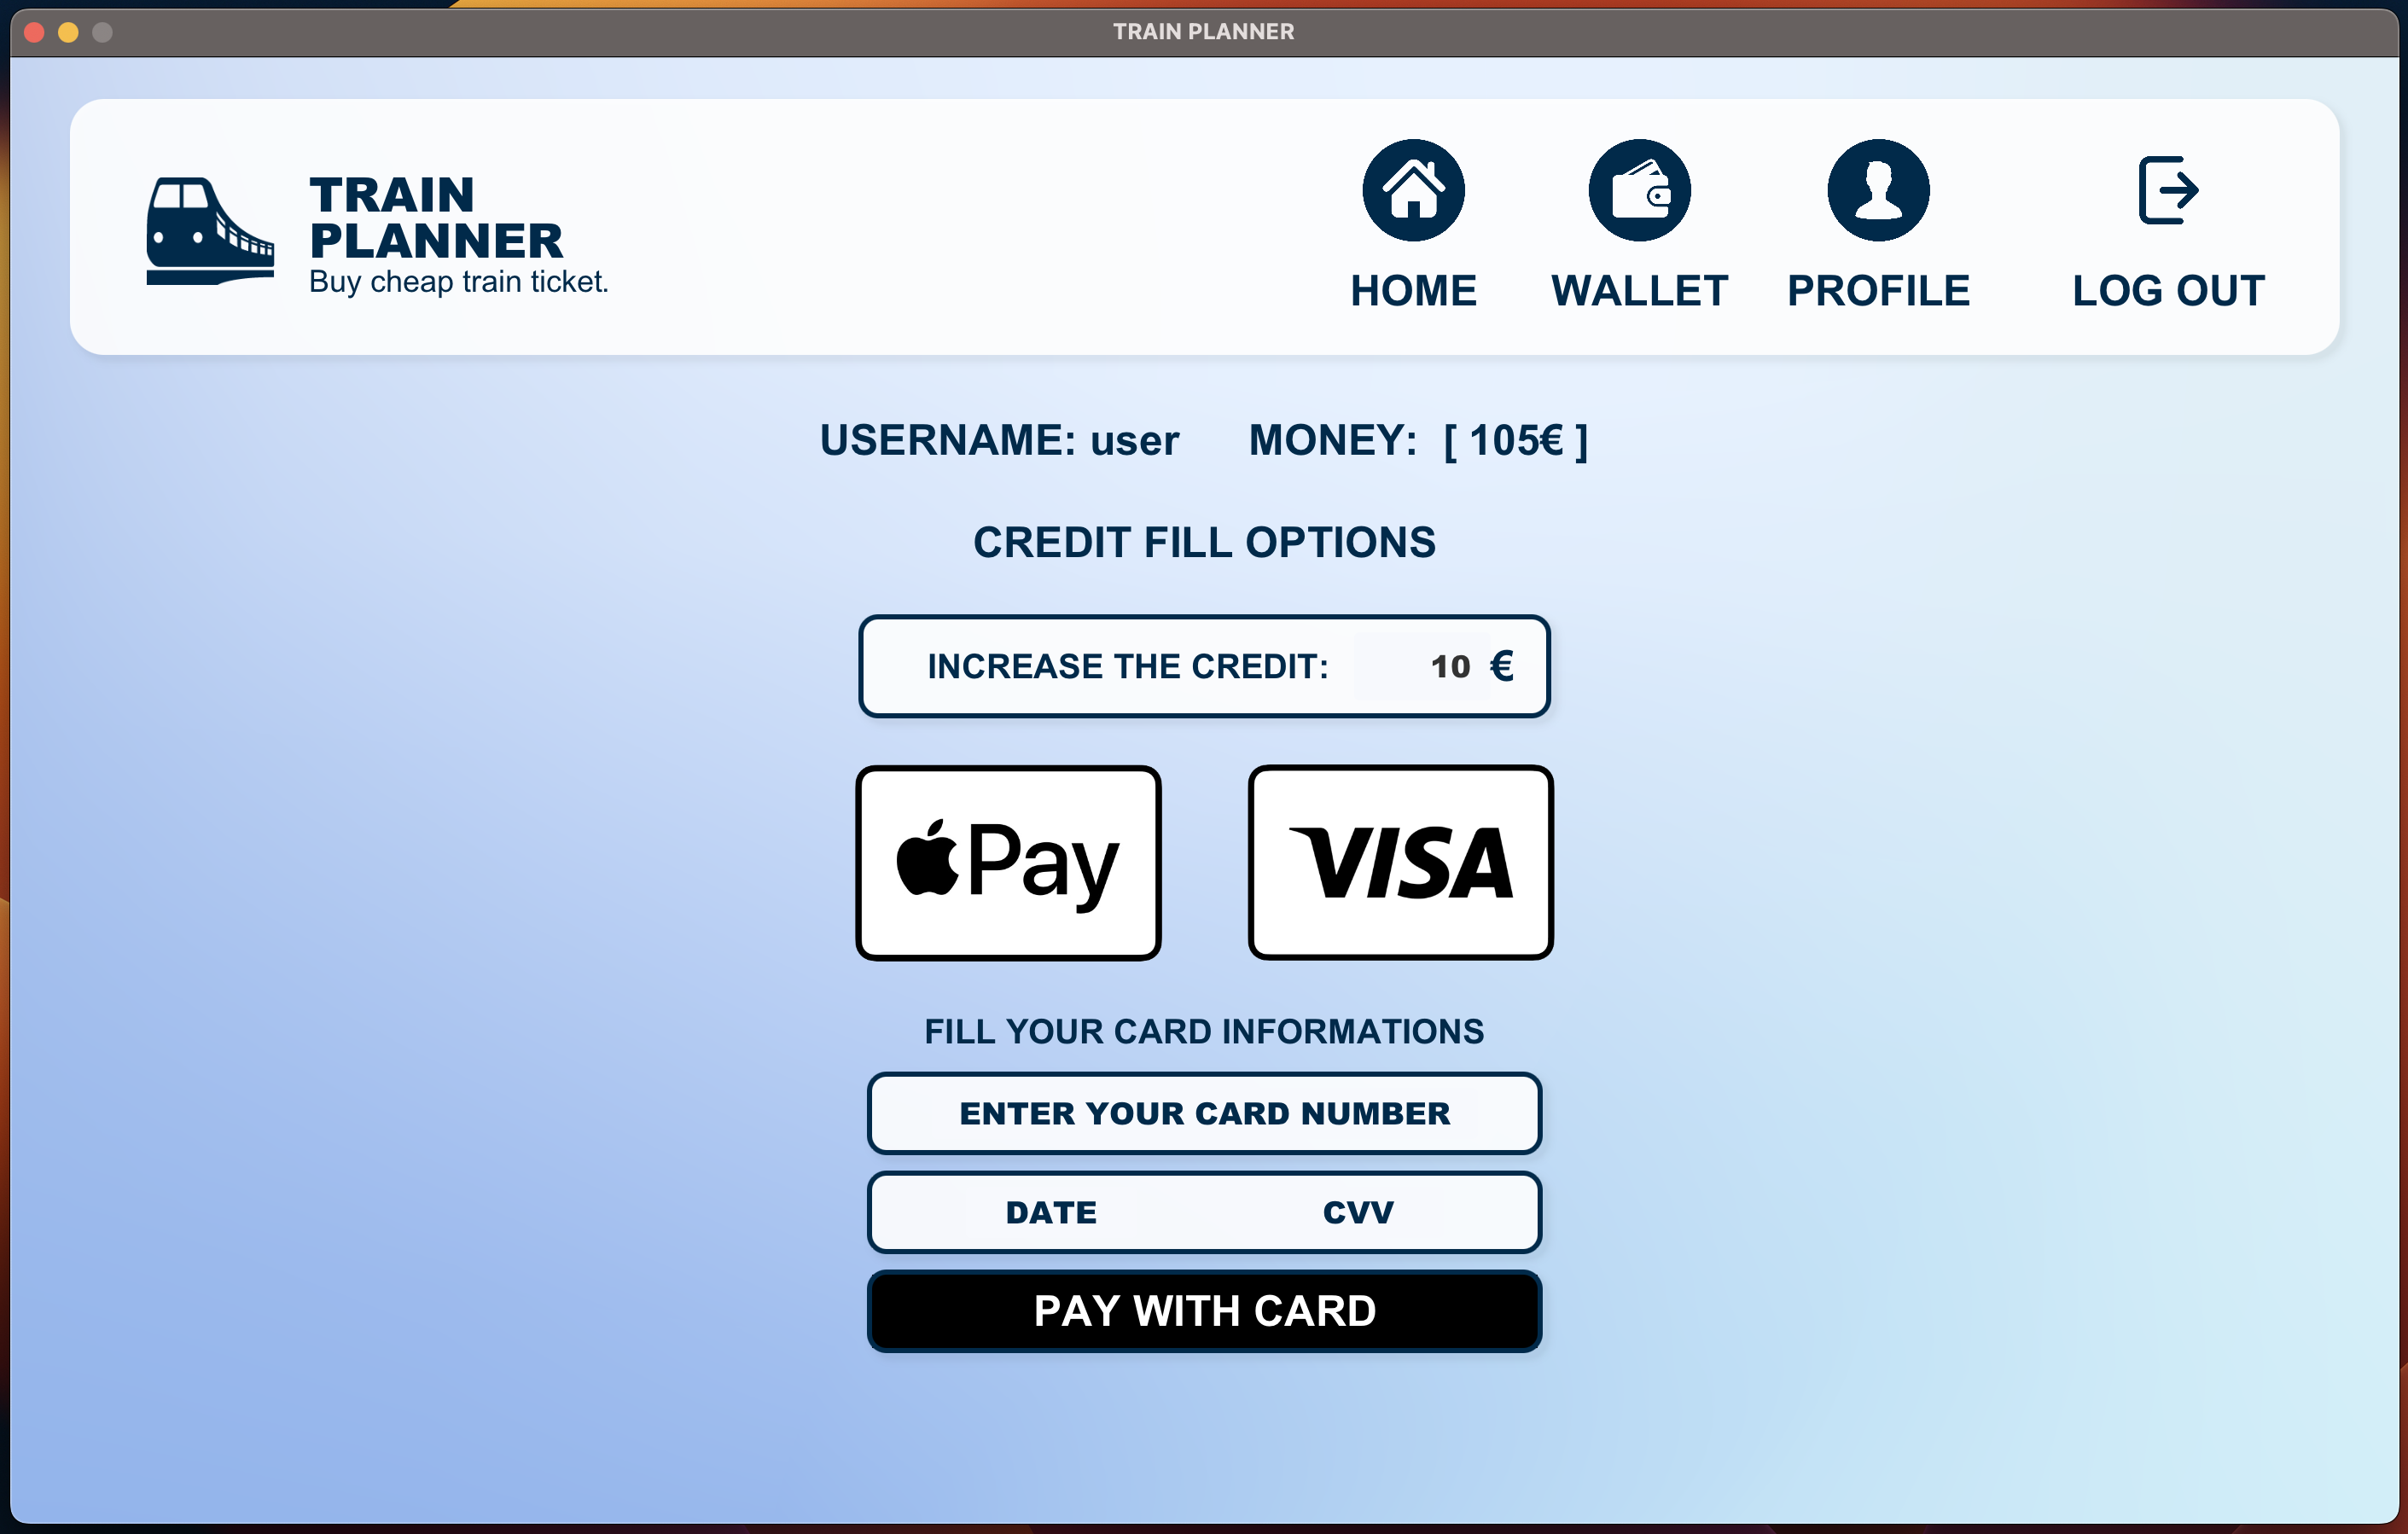 TRAIN PLANNER
TRAIN
PLANNER
Buy cheap train ticket.
HOME
WALLET
PROFILE
LOG OUT
USERNAME: user MONEY: [ 105€ ]
CREDIT FILL OPTIONS
INCREASE THE CREDIT: 10 €
Pay
VISA
FILL YOUR CARD INFORMATIONS
ENTER YOUR CARD NUMBER
DATE CVV
PAY WITH CARD